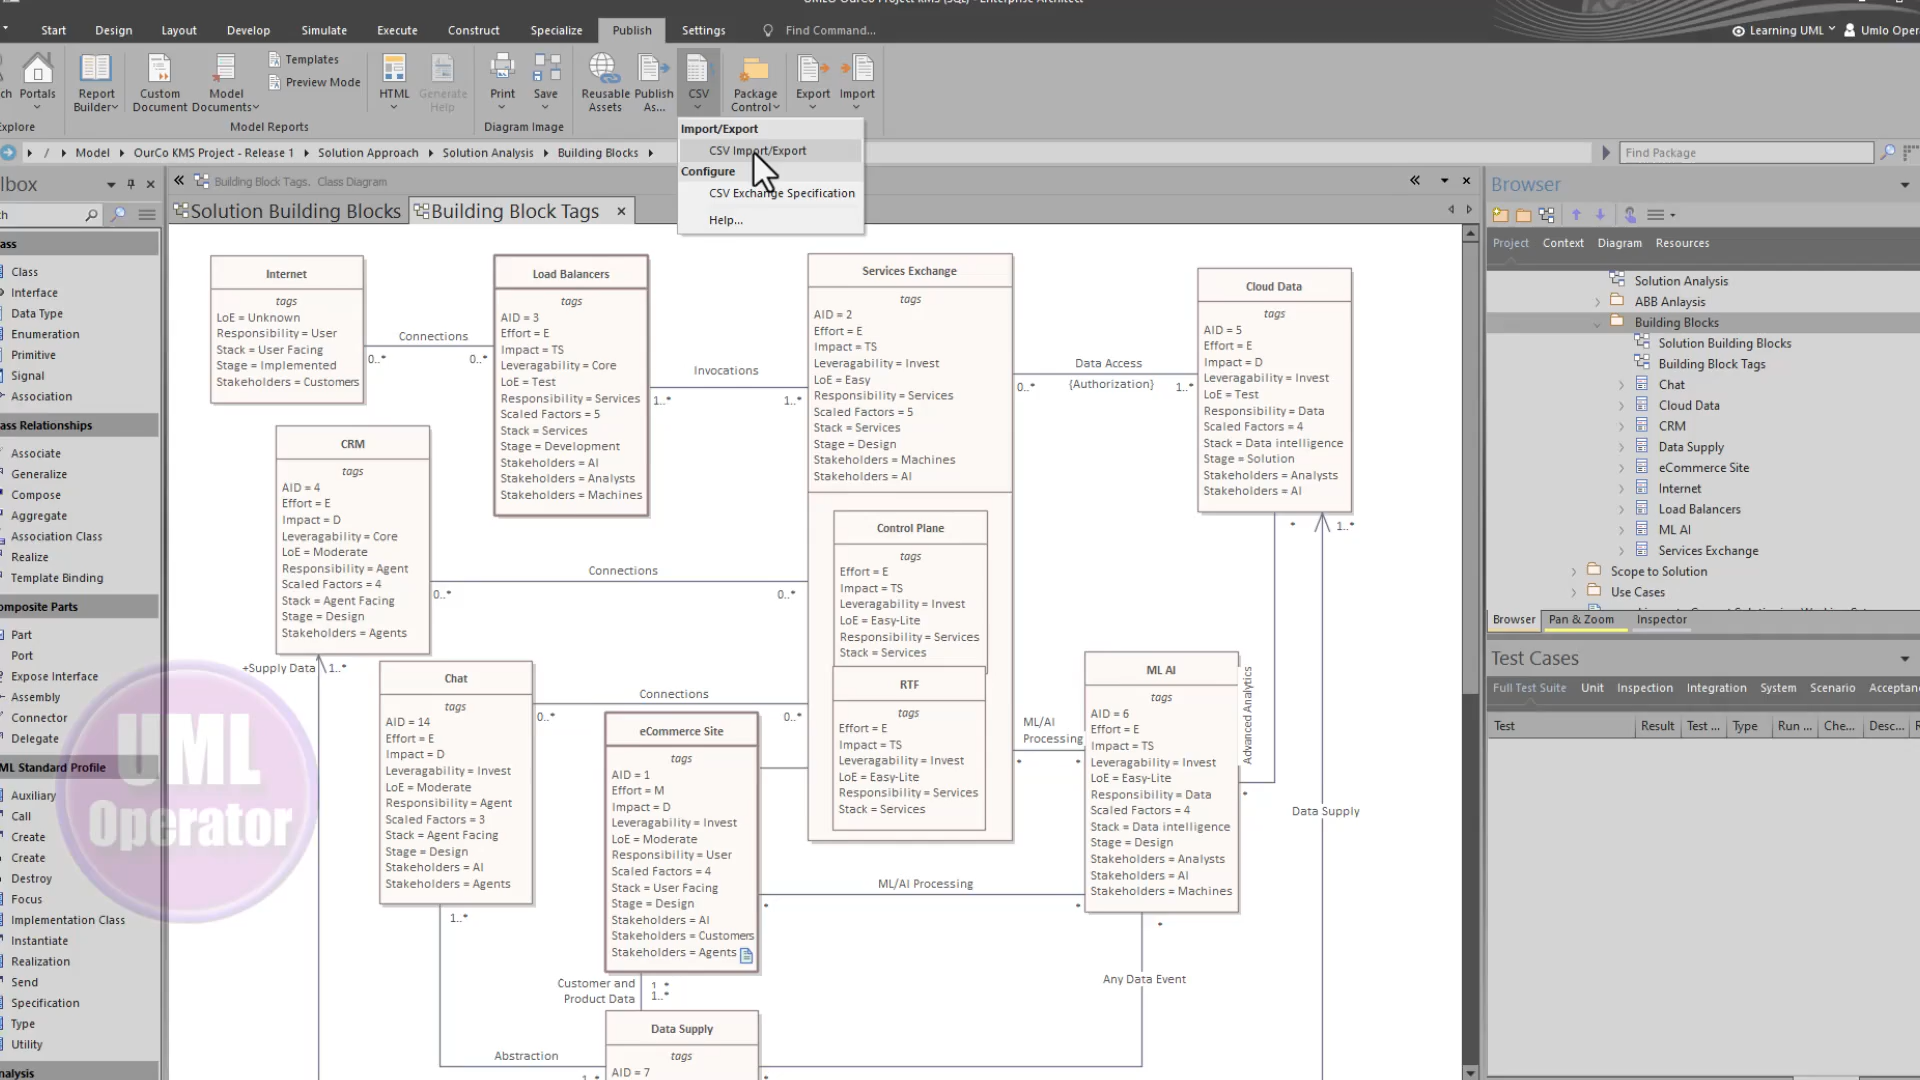 Start
Design
Layout
Simulate
Develop
Execute
Construct
Specialize
Publish
Settings
Find Command...
Learning UML
Umlo Oper
Portals
Report
Builder
Custom
Document
Model
Documents
Templates
Preview Mode
HTML
Generate
Help
Print
Save
Reusable
Assets
Publish
As...
CSV
Package
Control
Export
Import
Model Reports
Diagram Image
Import/Export
CSV Import/Export
Configure
CSV Exchange Specification
Help...
/
Model
OurCo KMS Project - Release 1
Solution Approach
Solution Analysis
Building Blocks
Find Package
Building Block Tags. Class Diagram
Solution Building Blocks
Building Block Tags
Class
Interface
Data Type
Enumeration
Primitive
Signal
Association
Associate
Generalize
Compose
Aggregate
Association Class
Realize
Template Binding
Part
Port
Expose Interface
Assembly
Connector
Delegate
Auxiliary
Call
Create
Create
Destroy
Focus
Implementation Class
Instantiate
Realization
Send
Specification
Type
Utility
UML
Operator
Internet
tags
LoE = Unknown
Responsibility = User
Stack = User Facing
Stage = Implemented
Stakeholders = Customers
Connections
0..*
0..*
Load Balancers
tags
AID = 3
Effort = E
Impact = TS
Leveragability = Core
LoE = Test
Responsibility = Services
Scaled Factors = 5
Stack = Services
Stage = Development
Stakeholders = AI
Stakeholders = Analysts
Stakeholders = Machines
Invocations
1..*
1..*
Services Exchange
tags
AID = 2
Effort = E
Impact = TS
Leveragability = Invest
LoE = Easy
Responsibility = Services
Scaled Factors = 5
Stack = Services
Stage = Design
Stakeholders = Machines
Stakeholders = AI
Control Plane
tags
Effort = E
Impact = TS
Leveragability = Invest
LoE = Easy-Lite
Responsibility = Services
Stack = Services
RTF
tags
Effort = E
Impact = TS
Leveragability = Invest
LoE = Easy-Lite
Responsibility = Services
Stack = Services
Data Access
{Authorization}
0..*
1..*
Cloud Data
tags
AID = 5
Effort = E
Impact = D
Leveragability = Invest
LoE = Test
Responsibility = Data
Scaled Factors = 4
Stack = Data intelligence
Stage = Solution
Stakeholders = Analysts
Stakeholders = AI
*
1..*
CRM
tags
AID = 4
Effort = E
Impact = D
Leveragability = Core
LoE = Moderate
Responsibility = Agent
Scaled Factors = 4
Stack = Agent Facing
Stage = Design
Stakeholders = Agents
+Supply Data
1..*
Connections
0..*
0..*
Chat
tags
AID = 14
Effort = E
Impact = D
Leveragability = Invest
LoE = Moderate
Responsibility = Agent
Scaled Factors = 3
Stack = Agent Facing
Stage = Design
Stakeholders = AI
Stakeholders = Agents
Connections
0..*
0..*
1..*
eCommerce Site
tags
AID = 1
Effort = M
Impact = D
Leveragability = Invest
LoE = Moderate
Responsibility = User
Scaled Factors = 4
Stack = User Facing
Stage = Design
Stakeholders = AI
Stakeholders = Customers
Stakeholders = Agents
ML/AI
Processing
*
*
ML AI
tags
AID = 6
Effort = E
Impact = TS
Leveragability = Invest
LoE = Easy-Lite
Responsibility = Data
Scaled Factors = 4
Stack = Data intelligence
Stage = Design
Stakeholders = Analysts
Stakeholders = AI
Stakeholders = Machines
Advanced Analytics
*
Data Supply
ML/AI Processing
*
*
*
Any Data Event
Customer and
Product Data
1..*
1..*
Data Supply
tags
AID = 7
Abstraction
*
Browser
Project
Context
Diagram
Resources
Solution Analysis
ABB Anlaysis
Building Blocks
Solution Building Blocks
Building Block Tags
Chat
Cloud Data
CRM
Data Supply
eCommerce Site
Internet
Load Balancers
ML AI
Services Exchange
Scope to Solution
Use Cases
Browser
Pan & Zoom
Inspector
Test Cases
Full Test Suite
Unit
Inspection
Integration
System
Scenario
Acceptanc
Test
Result
Test ...
Type
Run ...
Che...
Desc...